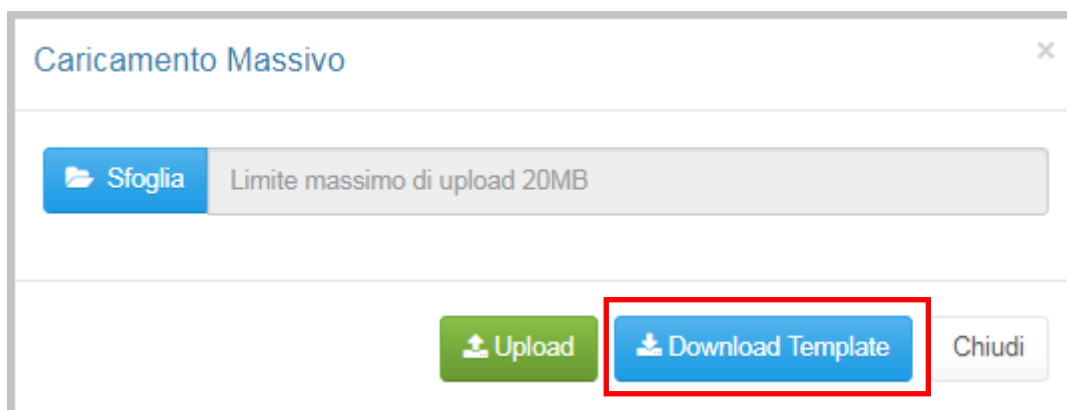 Caricamento Massivo
×
Sfoglia Limite massimo di upload 20MB
Upload Download Template Chiudi